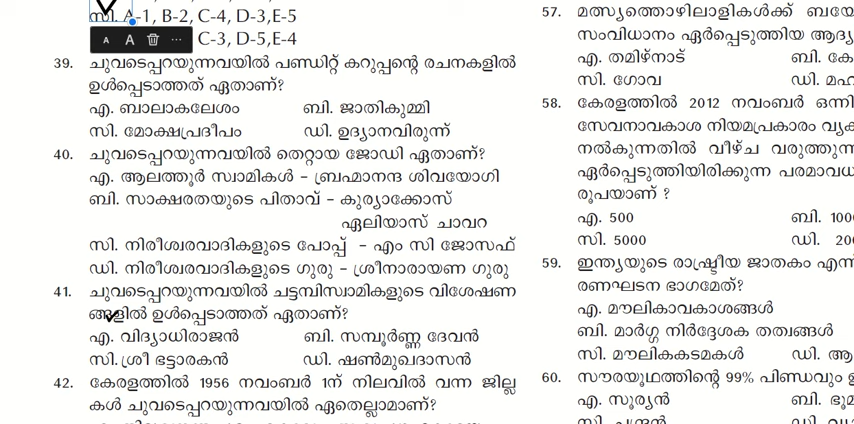 സി. A-1, B-2, C-4, D-3,E-5
C-3, D-5,E-4
39. ചുവടെപ്പറയുന്നവയിൽ പണ്ഡിറ്റ് കറുപ്പന്റെ രചനകളിൽ
ഉൾപ്പെടാത്തത് ഏതാണ്?
എ. ബാലാകലേശം ബി. ജാതികുമ്മി
സി. മോക്ഷപ്രദീപം ഡി. ഉദ്യാനവിരുന്ന്
40. ചുവടെപ്പറയുന്നവയിൽ തെറ്റായ ജോഡി ഏതാണ്?
എ. ആലത്തൂർ സ്വാമികൾ – ബ്രഹ്മാനന്ദ ശിവയോഗി
ബി. സാക്ഷരതയുടെ പിതാവ് – കുര്യാക്കോസ്
ഏലിയാസ് ചാവറ
സി. നിരീശ്വരവാദികളുടെ പോപ്പ് – എം സി ജോസഫ്
ഡി. നിരീശ്വരവാദികളുടെ ഗുരു – ശ്രീനാരായണ ഗുരു
41. ചുവടെപ്പറയുന്നവയിൽ ചട്ടമ്പിസ്വാമികളുടെ വിശേഷണ
ങ്ങളിൽ ഉൾപ്പെടാത്തത് ഏതാണ്?
എ. വിദ്യാധിരാജൻ ബി. സമ്പൂർണ്ണ ദേവൻ
സി. ശ്രീ ഭട്ടാരകൻ ഡി. ഷൺമുഖദാസൻ
42. കേരളത്തിൽ 1956 നവംബർ 1ന് നിലവിൽ വന്ന ജില്ല
കൾ ചുവടെപ്പറയുന്നവയിൽ ഏതെല്ലാമാണ്?
57. മത്സ്യത്തൊഴിലാളികൾക്ക് ബയോ
സംവിധാനം ഏർപ്പെടുത്തിയ ആദ്യ
എ. തമിഴ്നാട് ബി. കേ
സി. ഗോവ ഡി. മഹ
58. കേരളത്തിൽ 2012 നവംബർ ഒന്നി
സേവനാവകാശ നിയമപ്രകാരം വ്യക
നൽകുന്നതിൽ വീഴ്ച വരുത്തുന്ന
ഏർപ്പെടുത്തിയിരിക്കുന്ന പരമാവധ
രൂപയാണ് ?
എ. 500 ബി. 1000
സി. 5000 ഡി. 200
59. ഇന്ത്യയുടെ രാഷ്ട്രീയ ജാതകം എന്ന
രണഘടന ഭാഗമേത്?
എ. മൗലികാവകാശങ്ങൾ
ബി. മാർഗ്ഗ നിർദ്ദേശക തത്വങ്ങൾ
സി. മൗലികകടമകൾ ഡി. ആ
60. സൗരയൂഥത്തിന്റെ 99% പിണ്ഡവും ഉ
എ. സൂര്യൻ ബി. ഭൂമ